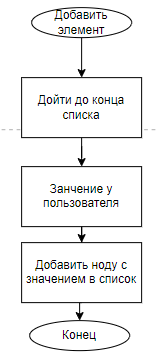 Добавить
элемент
Дойти до конца
списка
Занчение у
пользователя
Добавить ноду с
значением в список
Конец